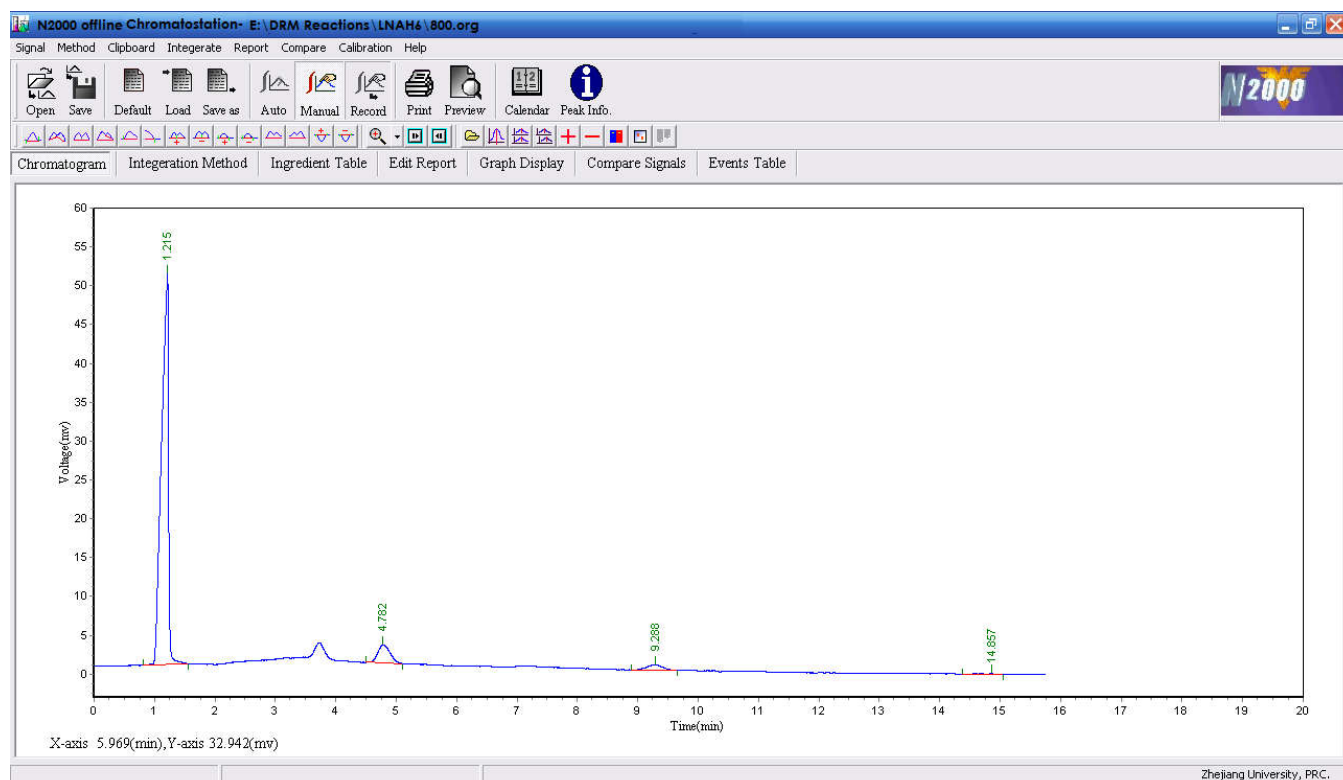 N2000 offline Chromatostation- E:\DRM Reactions\LNAH6\800.org
Signal Method Clipboard Integerate Report Compare Calibration Help
Open Save Default Load Save as Auto Manual Record Print Preview Calendar Peak Info.
N2000
Chromatogram Integeration Method Ingredient Table Edit Report Graph Display Compare Signals Events Table
60
55
50
45
40
35
30
25
20
15
10
5
0
Voltage(mv)
1.215
4.782
9.288
14.857
0 1 2 3 4 5 6 7 8 9 10 11 12 13 14 15 16 17 18 19 20
Time(min)
X-axis 5.969(min),Y-axis 32.942(mv)
Zhejiang University, PRC.